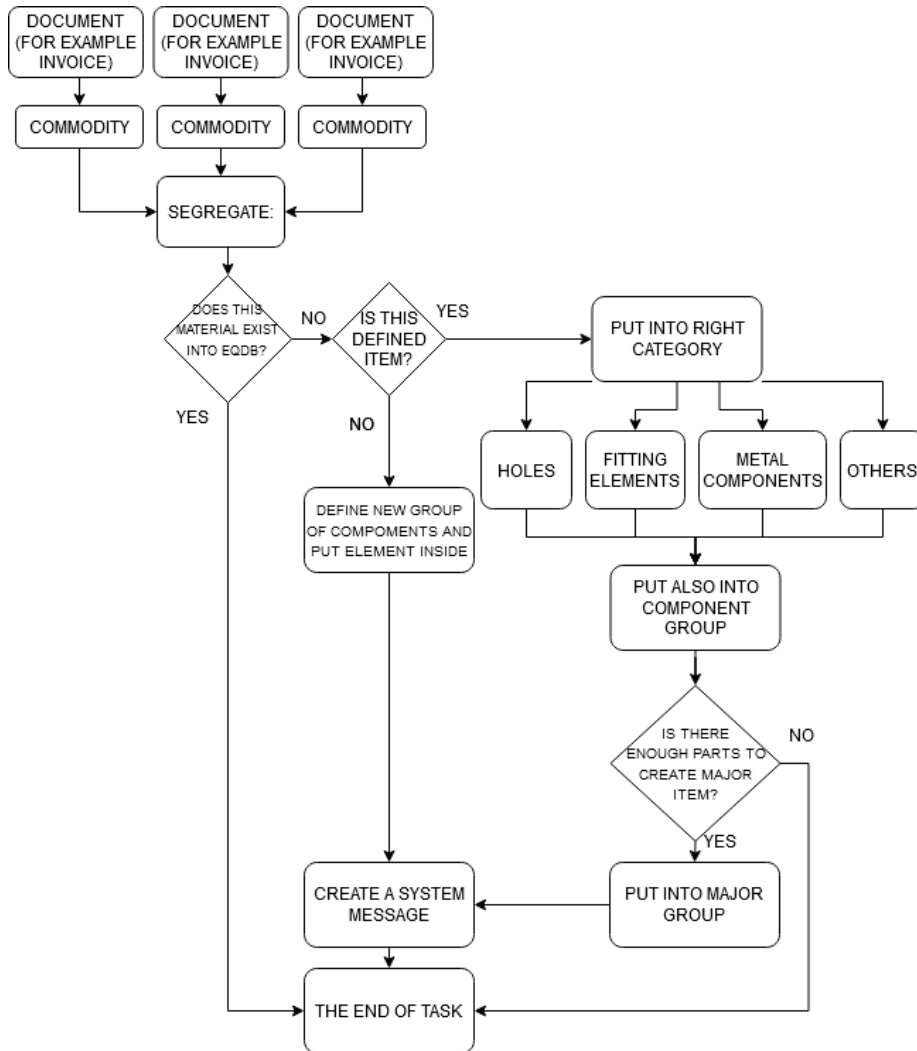 DOCUMENT
(FOR EXAMPLE
INVOICE)
DOCUMENT
(FOR EXAMPLE
INVOICE)
DOCUMENT
(FOR EXAMPLE
INVOICE)
COMMODITY
COMMODITY
COMMODITY
SEGREGATE:
DOES THIS
MATERIAL EXIST
INTO EQDB?
NO
YES
IS THIS
DEFINED
ITEM?
YES
NO
PUT INTO RIGHT
CATEGORY
HOLES
FITTING
ELEMENTS
METAL
COMPONENTS
OTHERS
DEFINE NEW GROUP
OF COMPOMENTS AND
PUT ELEMENT INSIDE
PUT ALSO INTO
COMPONENT
GROUP
IS THERE
ENOUGH PARTS TO
CREATE MAJOR
ITEM?
NO
YES
CREATE A SYSTEM
MESSAGE
PUT INTO MAJOR
GROUP
THE END OF TASK